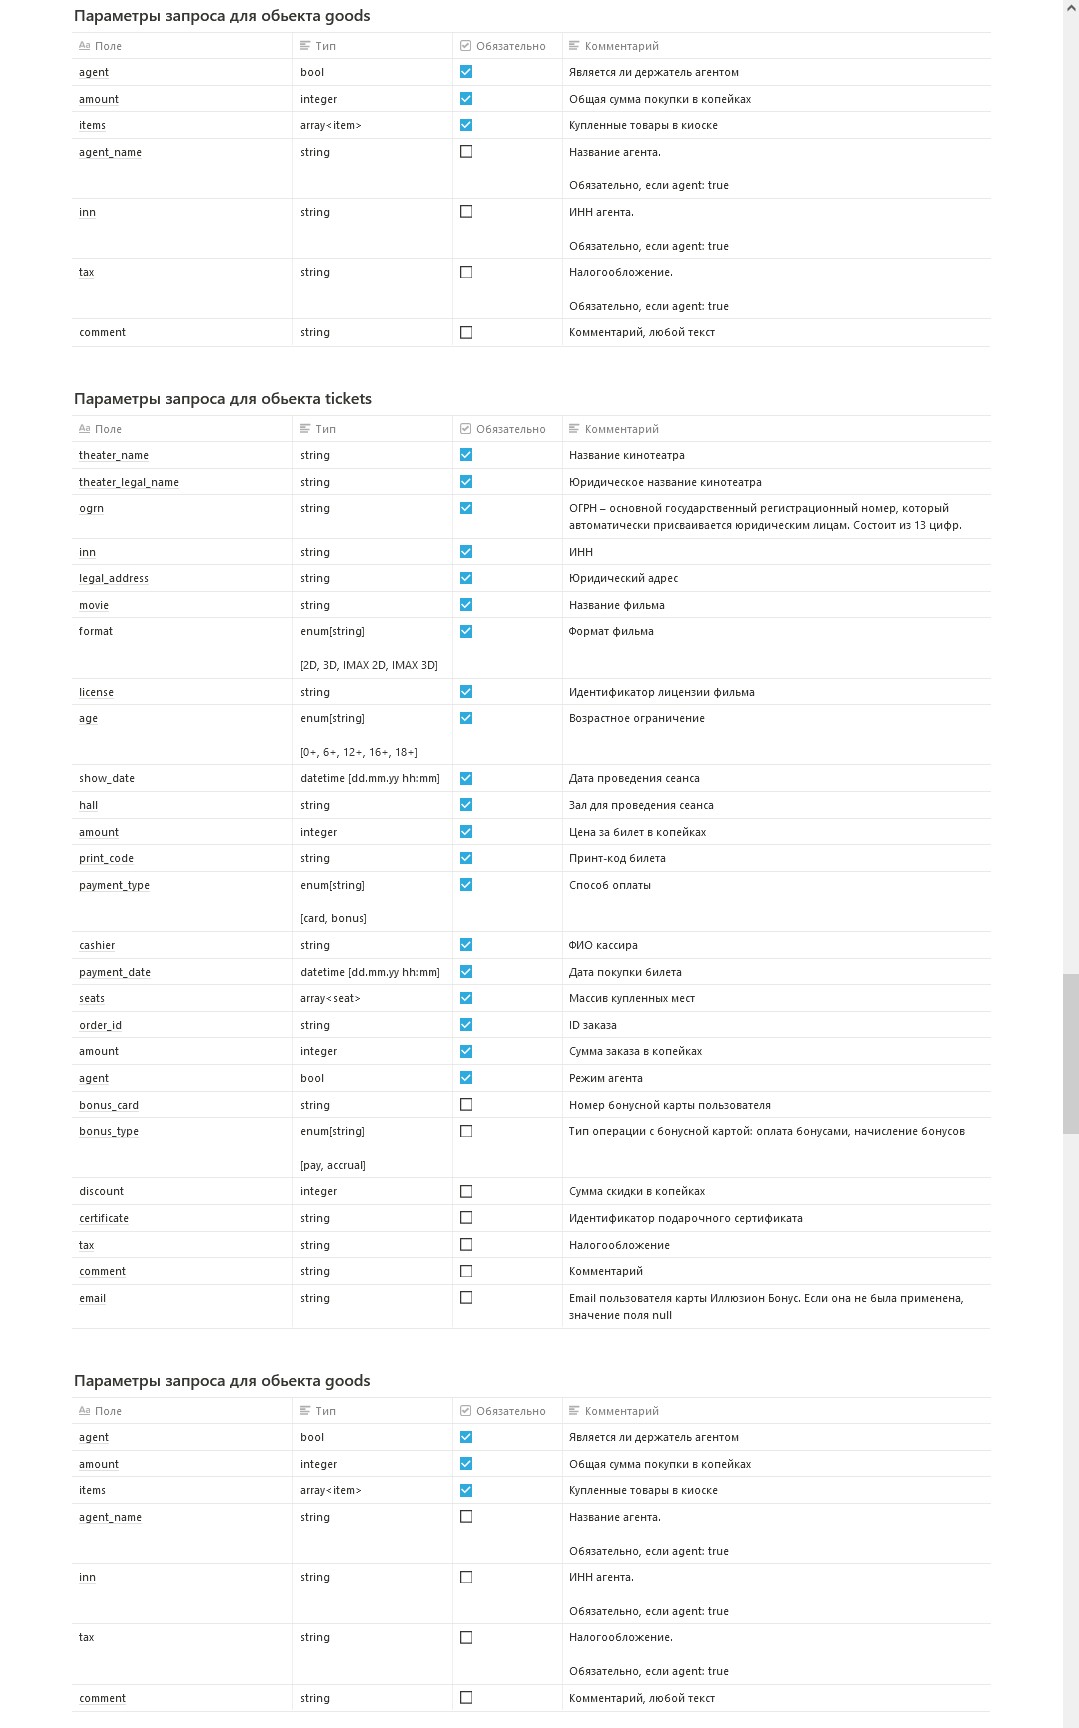 Параметры запроса для обьекта goods
Aa Поле Тип Обязательно Комментарий
agent bool Является ли держатель агентом
amount integer Общая сумма покупки в копейках
items array<item> Купленные товары в киоске
agent_name string Название агента.
Обязательно, если agent: true
inn string ИНН агента.
Обязательно, если agent: true
tax string Налогообложение.
Обязательно, если agent: true
comment string Комментарий, любой текст
Параметры запроса для обьекта tickets
Aa Поле Тип Обязательно Комментарий
theater_name string Название кинотеатра
theater_legal_name string Юридическое название кинотеатра
ogrn string ОГРН – основной государственный регистрационный номер, который
автоматически присваивается юридическим лицам. Состоит из 13 цифр.
inn string ИНН
legal_address string Юридический адрес
movie string Название фильма
format enum[string] Формат фильма
[2D, 3D, IMAX 2D, IMAX 3D]
license string Идентификатор лицензии фильма
age enum[string] Возрастное ограничение
[0+, 6+, 12+, 16+, 18+]
show_date datetime [dd.mm.yy hh:mm] Дата проведения сеанса
hall string Зал для проведения сеанса
amount integer Цена за билет в копейках
print_code string Принт-код билета
payment_type enum[string] Способ оплаты
[card, bonus]
cashier string ФИО кассира
payment_date datetime [dd.mm.yy hh:mm] Дата покупки билета
seats array<seat> Массив купленных мест
order_id string ID заказа
amount integer Сумма заказа в копейках
agent bool Режим агента
bonus_card string Номер бонусной карты пользователя
bonus_type enum[string] Тип операции с бонусной картой: оплата бонусами, начисление бонусов
[pay, accrual]
discount integer Сумма скидки в копейках
certificate string Идентификатор подарочного сертификата
tax string Налогообложение
comment string Комментарий
email string Email пользователя карты Иллюзион Бонус. Если она не была применена,
значение поля null
Параметры запроса для обьекта goods
Aa Поле Тип Обязательно Комментарий
agent bool Является ли держатель агентом
amount integer Общая сумма покупки в копейках
items array<item> Купленные товары в киоске
agent_name string Название агента.
Обязательно, если agent: true
inn string ИНН агента.
Обязательно, если agent: true
tax string Налогообложение.
Обязательно, если agent: true
comment string Комментарий, любой текст